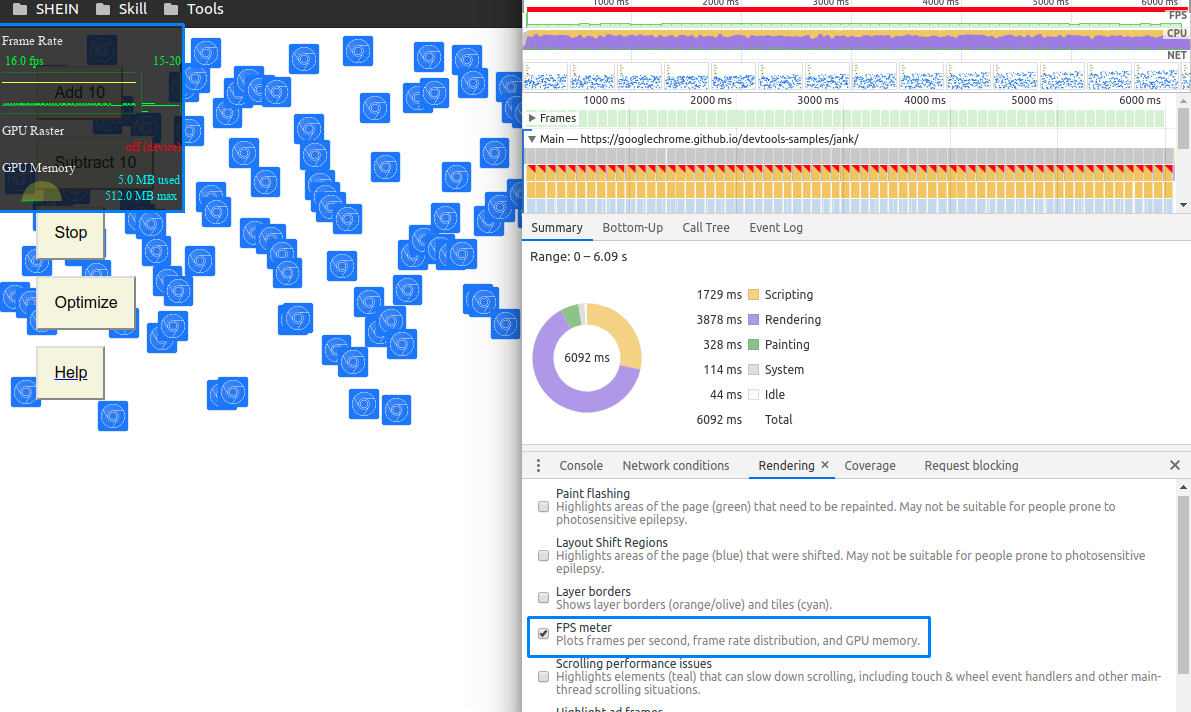 SHEIN Skill Tools
Frame Rate
16.0 fps 15-20
Add 10
GPU Raster
off (device)
Subtract 10
GPU Memory
5.0 MB used
512.0 MB max
Stop
Optimize
Help
1000 ms 2000 ms 3000 ms 4000 ms 5000 ms 6000 ms
FPS
CPU
NET
1000 ms 2000 ms 3000 ms 4000 ms 5000 ms 6000 ms
Frames
Main — https://googlechrome.github.io/devtools-samples/jank/
Summary Bottom-Up Call Tree Event Log
Range: 0 – 6.09 s
6092 ms
1729 ms Scripting
3878 ms Rendering
328 ms Painting
114 ms System
44 ms Idle
6092 ms Total
Console Network conditions Rendering × Coverage Request blocking
Paint flashing
Highlights areas of the page (green) that need to be repainted. May not be suitable for people prone to
photosensitive epilepsy.
Layout Shift Regions
Highlights areas of the page (blue) that were shifted. May not be suitable for people prone to photosensitive
epilepsy.
Layer borders
Shows layer borders (orange/olive) and tiles (cyan).
FPS meter
Plots frames per second, frame rate distribution, and GPU memory.
Scrolling performance issues
Highlights elements (teal) that can slow down scrolling, including touch & wheel event handlers and other main-
thread scrolling situations.
Highlight ad frames